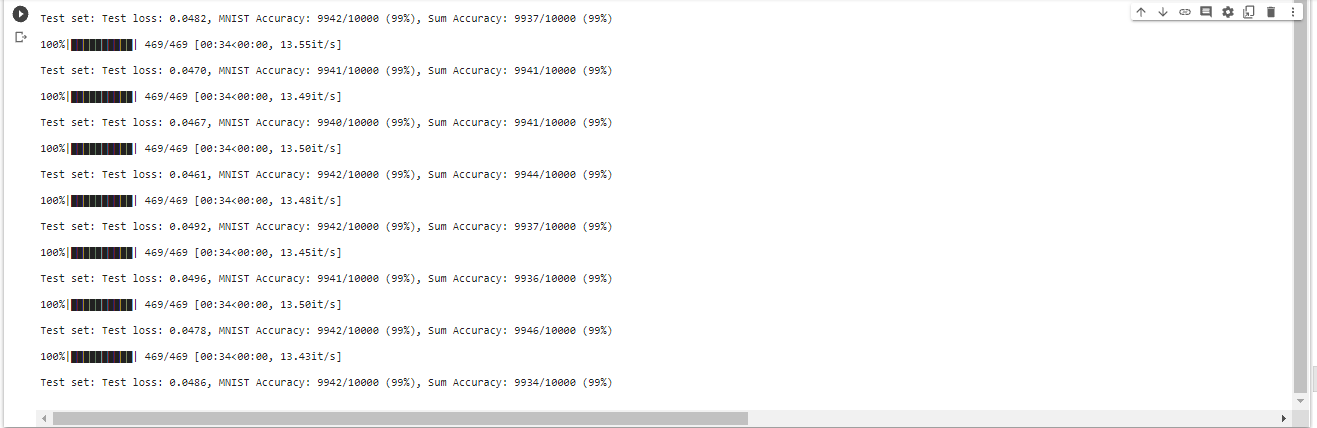 Test set: Test loss: 0.0482, MNIST Accuracy: 9942/10000 (99%), Sum Accuracy: 9937/10000 (99%)
100%|██████████| 469/469 [00:34<00:00, 13.55it/s]
Test set: Test loss: 0.0470, MNIST Accuracy: 9941/10000 (99%), Sum Accuracy: 9941/10000 (99%)
100%|██████████| 469/469 [00:34<00:00, 13.49it/s]
Test set: Test loss: 0.0467, MNIST Accuracy: 9940/10000 (99%), Sum Accuracy: 9941/10000 (99%)
100%|██████████| 469/469 [00:34<00:00, 13.50it/s]
Test set: Test loss: 0.0461, MNIST Accuracy: 9942/10000 (99%), Sum Accuracy: 9944/10000 (99%)
100%|██████████| 469/469 [00:34<00:00, 13.48it/s]
Test set: Test loss: 0.0492, MNIST Accuracy: 9942/10000 (99%), Sum Accuracy: 9937/10000 (99%)
100%|██████████| 469/469 [00:34<00:00, 13.45it/s]
Test set: Test loss: 0.0496, MNIST Accuracy: 9941/10000 (99%), Sum Accuracy: 9936/10000 (99%)
100%|██████████| 469/469 [00:34<00:00, 13.50it/s]
Test set: Test loss: 0.0478, MNIST Accuracy: 9942/10000 (99%), Sum Accuracy: 9946/10000 (99%)
100%|██████████| 469/469 [00:34<00:00, 13.43it/s]
Test set: Test loss: 0.0486, MNIST Accuracy: 9942/10000 (99%), Sum Accuracy: 9934/10000 (99%)